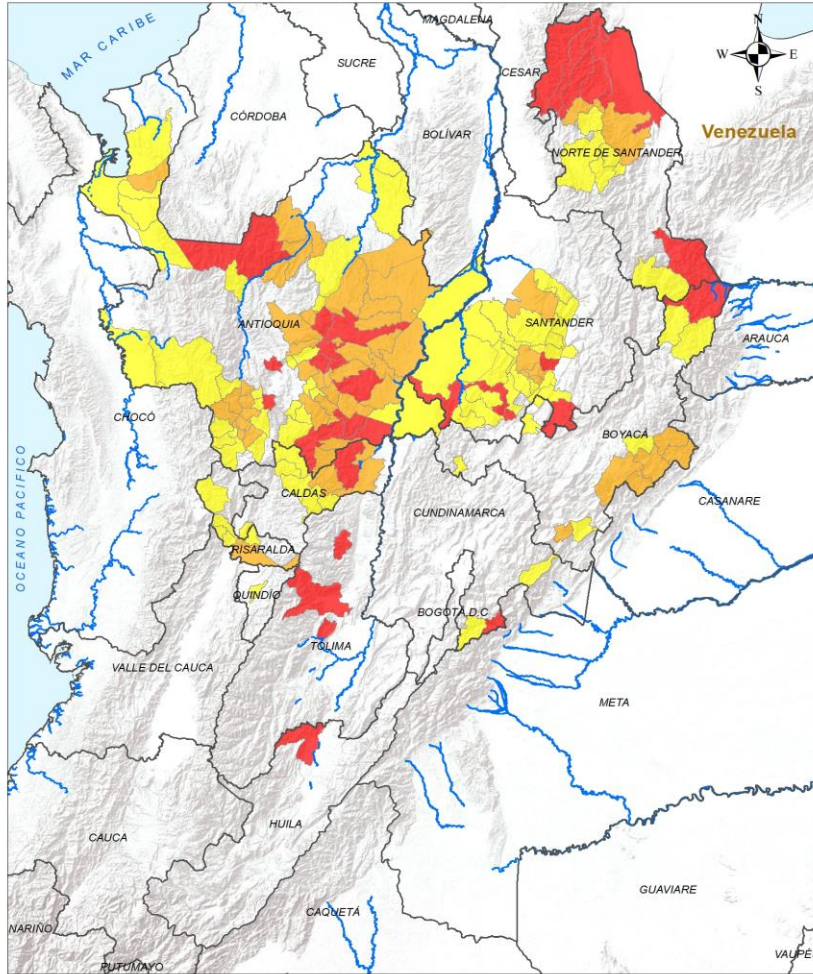 MAGDALENA
N
W E
S
MAR CARIBE
SUCRE
CESAR
CÓRDOBA
BOLÍVAR
Venezuela
NORTE DE SANTANDER
ANTIOQUIA
SANTANDER
ARAUCA
CHOCÓ
BOYACÁ
OCEANO PACIFICO
CALDAS
CASANARE
CUNDINAMARCA
RISARALDA
QUINDÍO
BOGOTÁ D.C
TOLIMA
VALLE DEL CAUCA
META
HUILA
CAUCA
GUAVIARE
CAQUETÁ
NARIÑO
PUTUMAYO
VAUPÉ